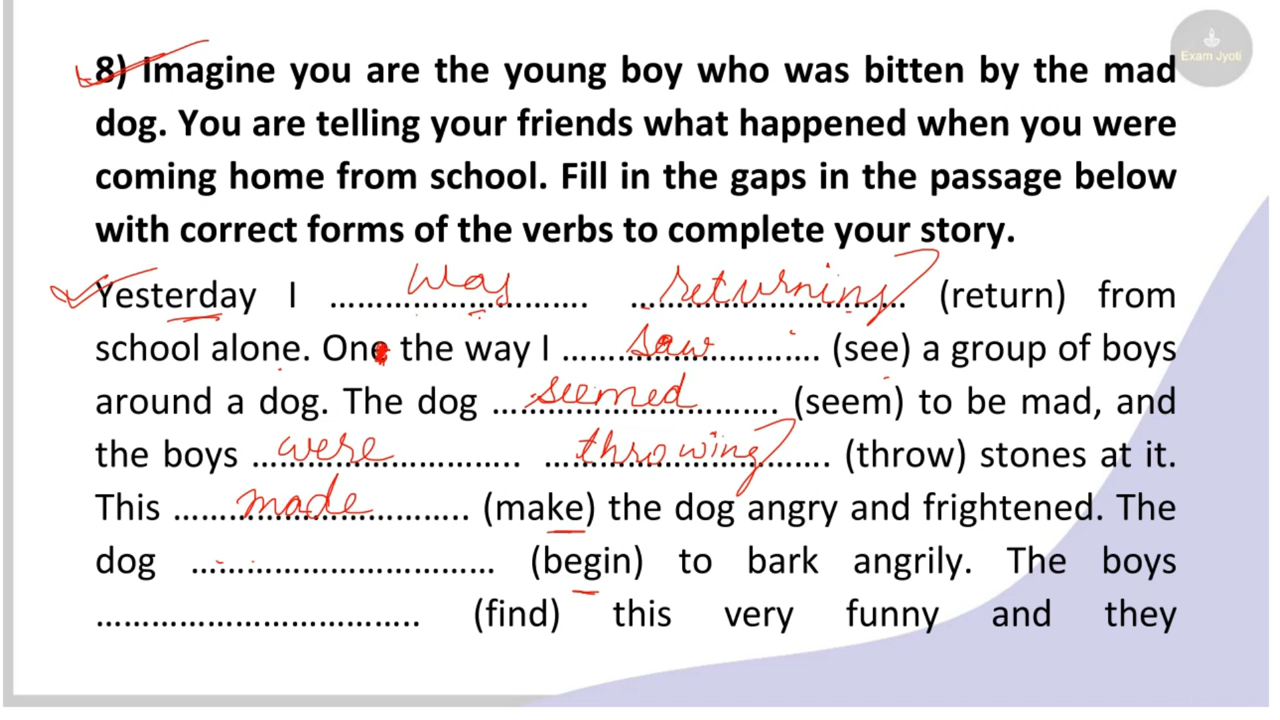 Exam Jyoti
8) Imagine you are the young boy who was bitten by the mad
dog. You are telling your friends what happened when you were
coming home from school. Fill in the gaps in the passage below
with correct forms of the verbs to complete your story.
Yesterday I ....was.... ....returning.... (return) from
school alone. One the way I ....saw.... (see) a group of boys
around a dog. The dog ....seemed.... (seem) to be mad, and
the boys ....were.... ....throwing.... (throw) stones at it.
This ....made.... (make) the dog angry and frightened. The
dog ................................ (begin) to bark angrily. The boys
................................ (find) this very funny and they